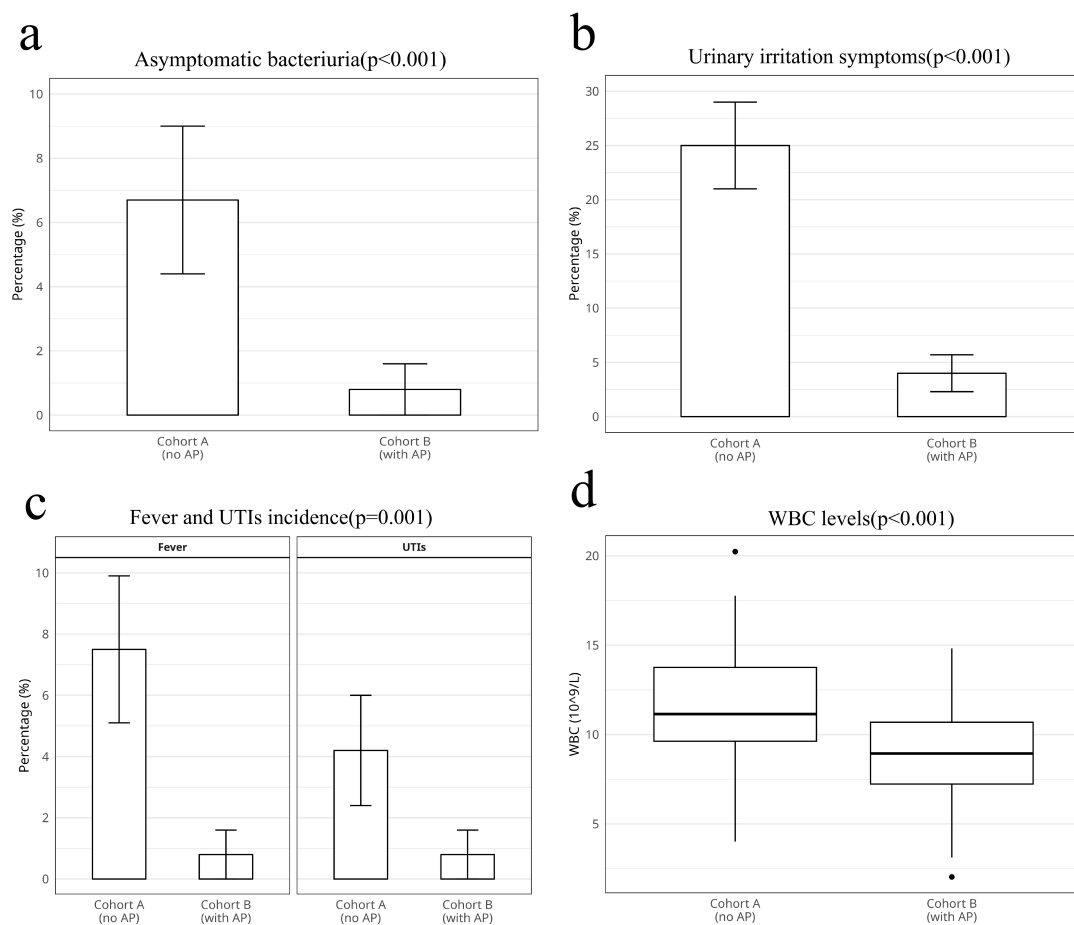 a
Asymptomatic bacteriuria(p<0.001)
Percentage (%)
10
8
6
4
2
0
Cohort A
(no AP)
Cohort B
(with AP)
b
Urinary irritation symptoms(p<0.001)
Percentage (%)
30
25
20
15
10
5
0
Cohort A
(no AP)
Cohort B
(with AP)
c
Fever and UTIs incidence(p=0.001)
Fever
UTIs
Percentage (%)
10
8
6
4
2
0
Cohort A
(no AP)
Cohort B
(with AP)
Cohort A
(no AP)
Cohort B
(with AP)
d
WBC levels(p<0.001)
WBC (10^9/L)
20
15
10
5
Cohort A
(no AP)
Cohort B
(with AP)